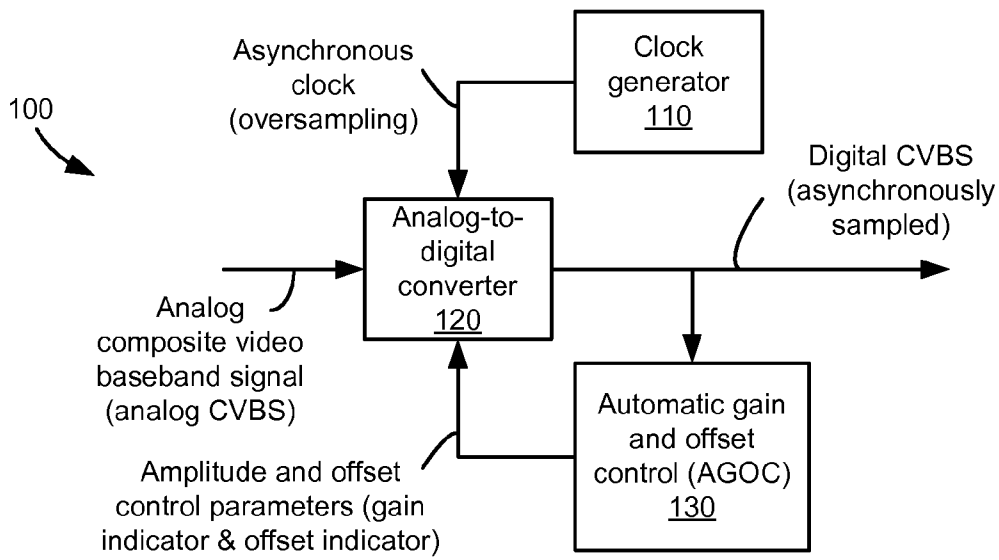 100
Asynchronous
clock
(oversampling)
Clock
generator
110
Digital CVBS
(asynchronously
sampled)
Analog-to-
digital
converter
120
Analog
composite video
baseband signal
(analog CVBS)
Amplitude and offset
control parameters (gain
indicator & offset indicator)
Automatic gain
and offset
control (AGOC)
130